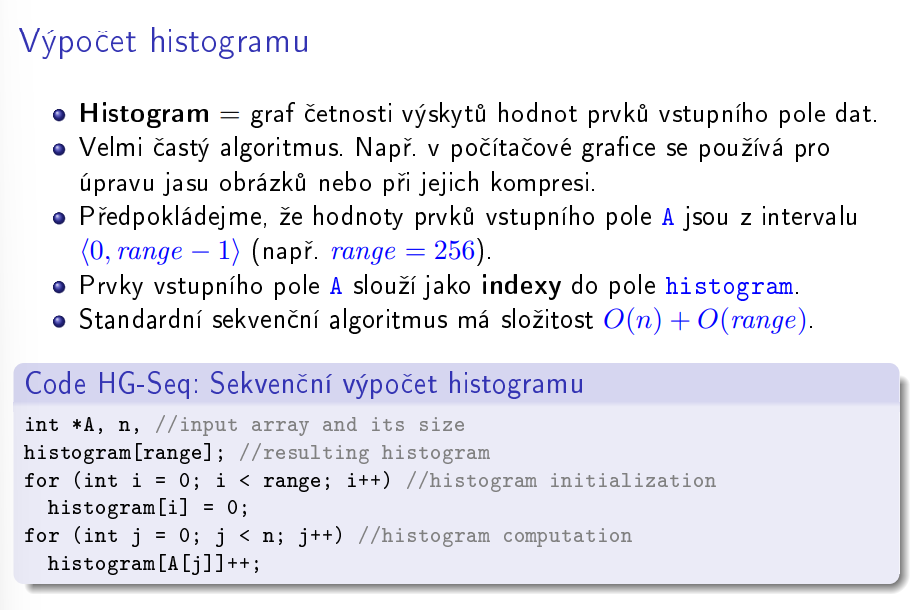 Výpočet histogramu
Histogram = graf četnosti výskytů hodnot prvků vstupního pole dat.
Velmi častý algoritmus. Např. v počítačové grafice se používá pro
úpravu jasu obrázků nebo při jejich kompresi.
Předpokládejme, že hodnoty prvků vstupního pole A jsou z intervalu
⟨0, range − 1⟩ (např. range = 256).
Prvky vstupního pole A slouží jako indexy do pole histogram.
Standardní sekvenční algoritmus má složitost O(n) + O(range).
Code HG-Seq: Sekvenční výpočet histogramu
int *A, n, //input array and its size
histogram[range]; //resulting histogram
for (int i = 0; i < range; i++) //histogram initialization
histogram[i] = 0;
for (int j = 0; j < n; j++) //histogram computation
histogram[A[j]]++;